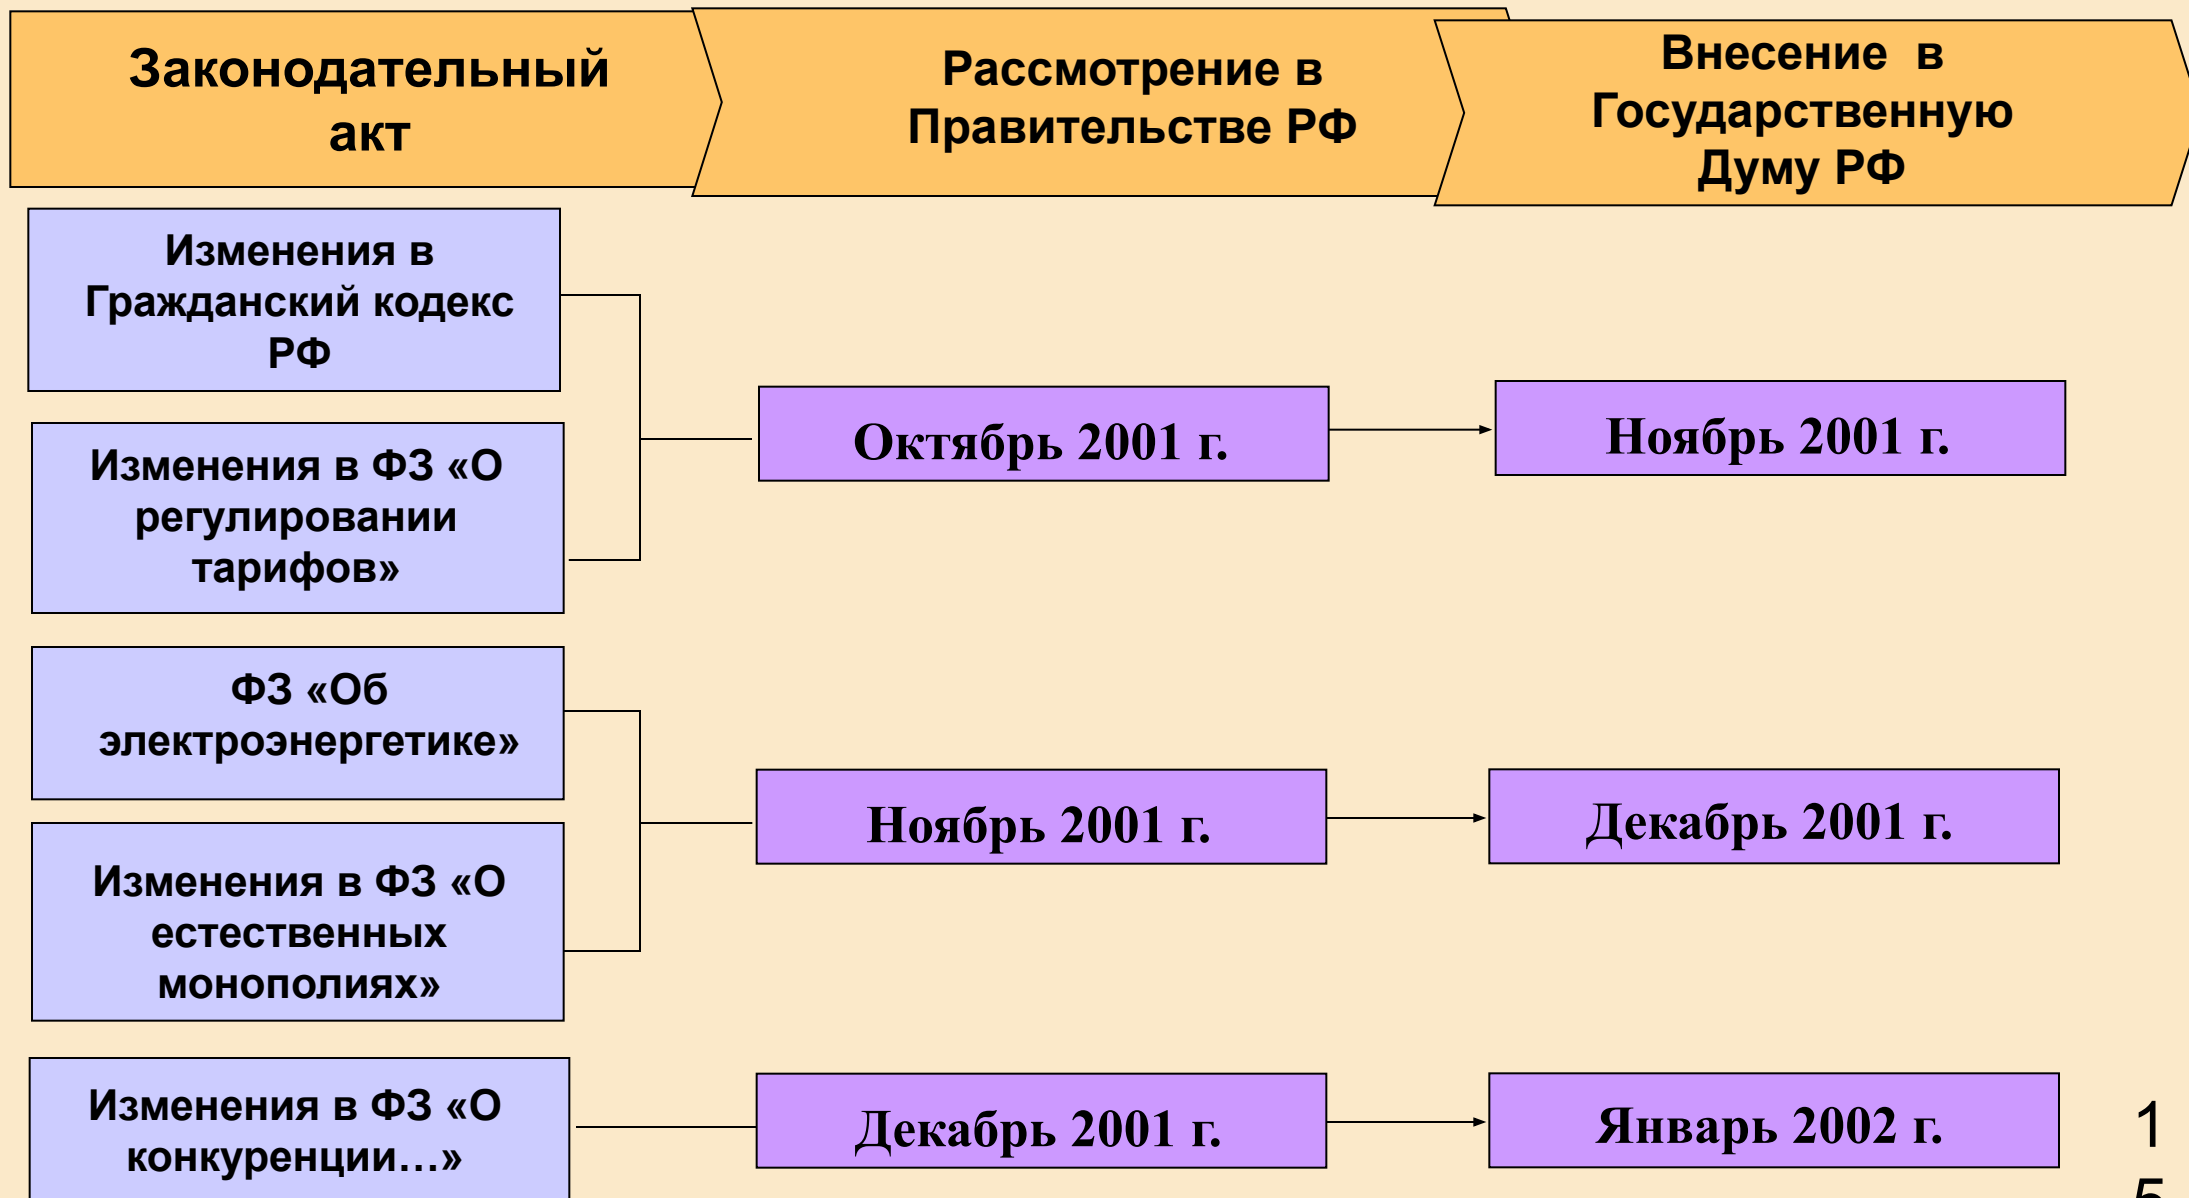 Законодательный
акт
Рассмотрение в
Правительстве РФ
Внесение в
Государственную
Думу РФ
Изменения в
Гражданский кодекс
РФ
Изменения в ФЗ «О
регулировании
тарифов»
Октябрь 2001 г.
Ноябрь 2001 г.
ФЗ «Об
электроэнергетике»
Изменения в ФЗ «О
естественных
монополиях»
Ноябрь 2001 г.
Декабрь 2001 г.
Изменения в ФЗ «О
конкуренции...»
Декабрь 2001 г.
Январь 2002 г.
1
5